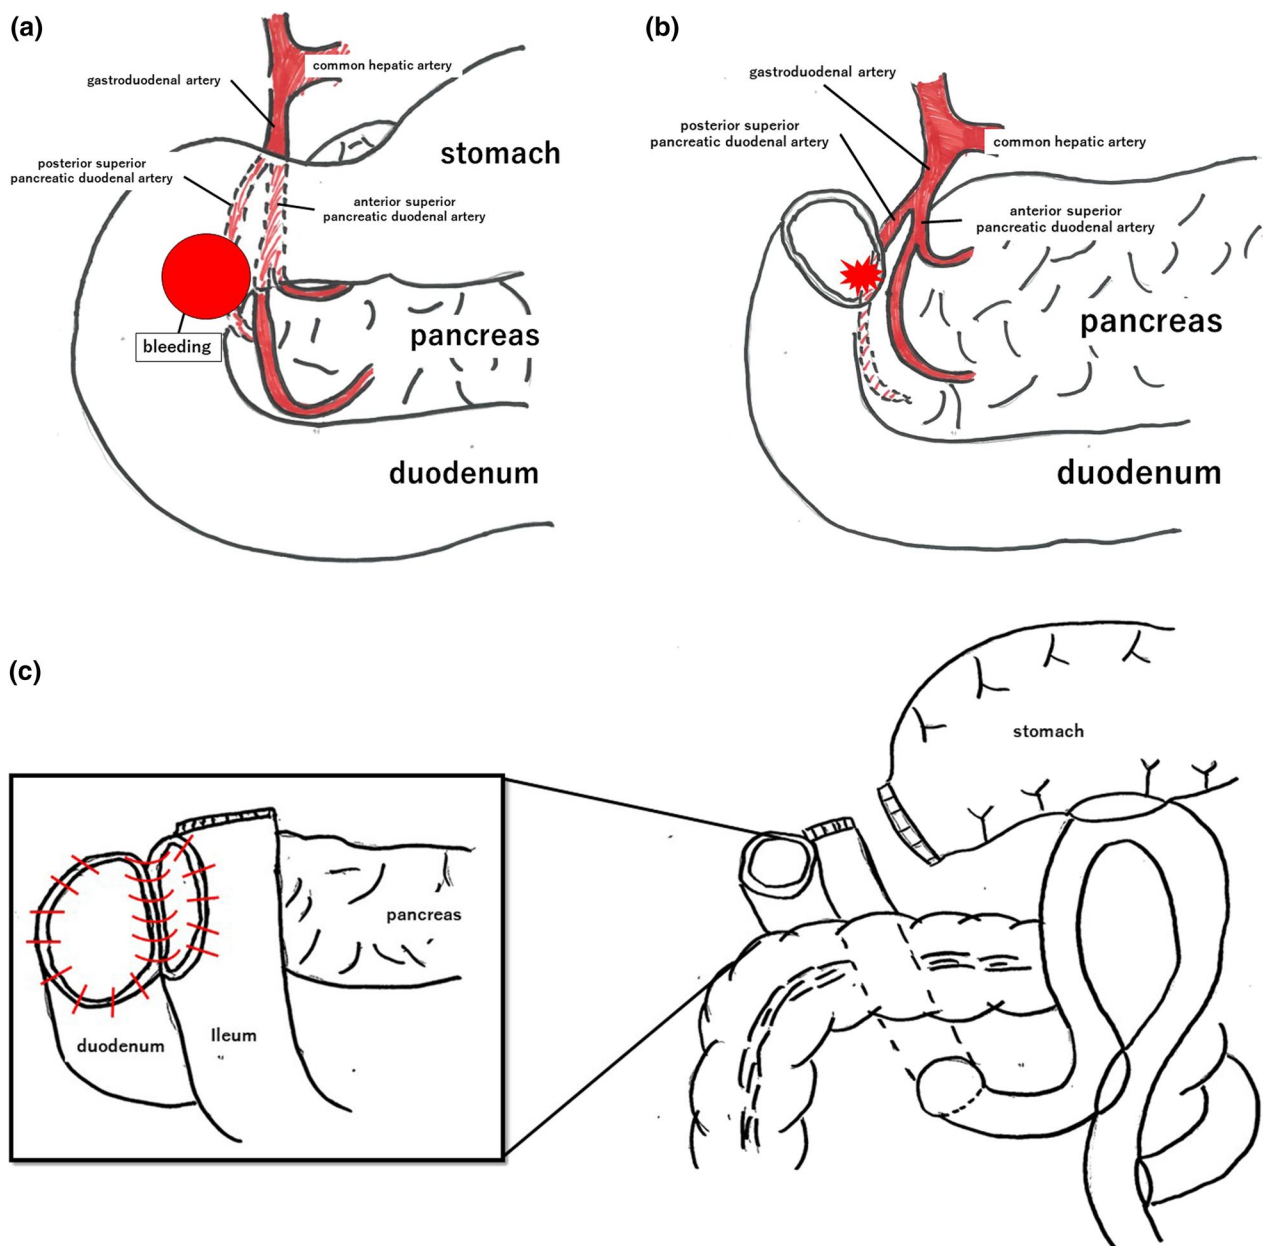 (a)
common hepatic artery
gastroduodenal artery
stomach
posterior superior
pancreatic duodenal artery
anterior superior
pancreatic duodenal artery
bleeding
pancreas
duodenum
(b)
gastroduodenal artery
posterior superior
pancreatic duodenal artery
common hepatic artery
anterior superior
pancreatic duodenal artery
pancreas
duodenum
(c)
stomach
pancreas
duodenum
Ileum